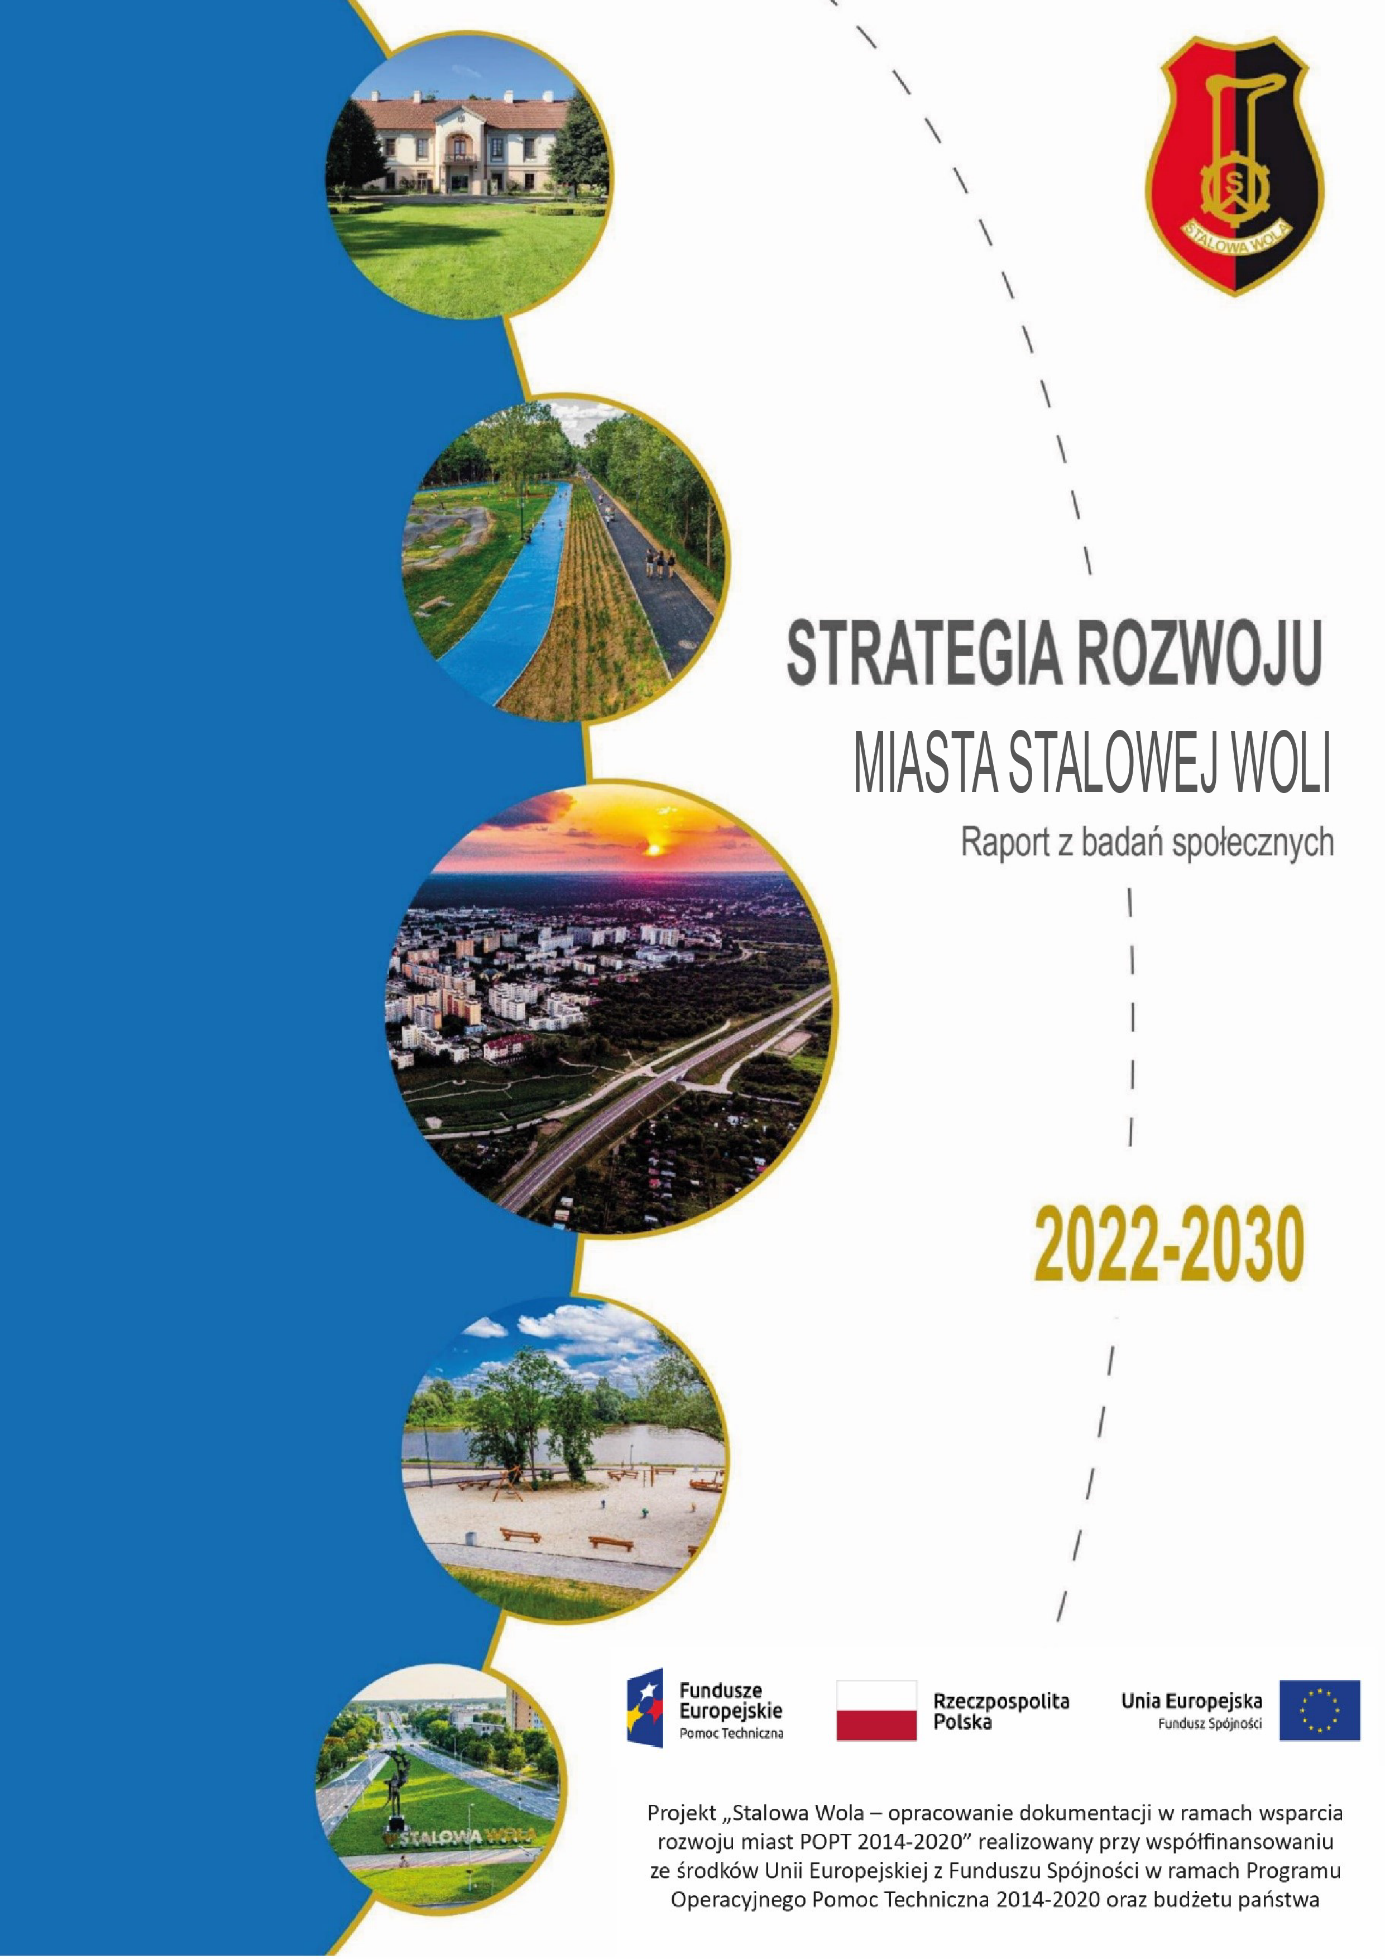 S
W
STALOWA WOLA
STRATEGIA ROZWOJU
MIASTA STALOWEJ WOLI
Raport z badań społecznych
2022-2030
STALOWA WOLA
Fundusze
Europejskie
Pomoc Techniczna
Rzeczpospolita
Polska
Unia Europejska
Fundusz Spójności
Projekt „Stalowa Wola – opracowanie dokumentacji w ramach wsparcia
rozwoju miast POPT 2014-2020” realizowany przy współfinansowaniu
ze środków Unii Europejskiej z Funduszu Spójności w ramach Programu
Operacyjnego Pomoc Techniczna 2014-2020 oraz budżetu państwa